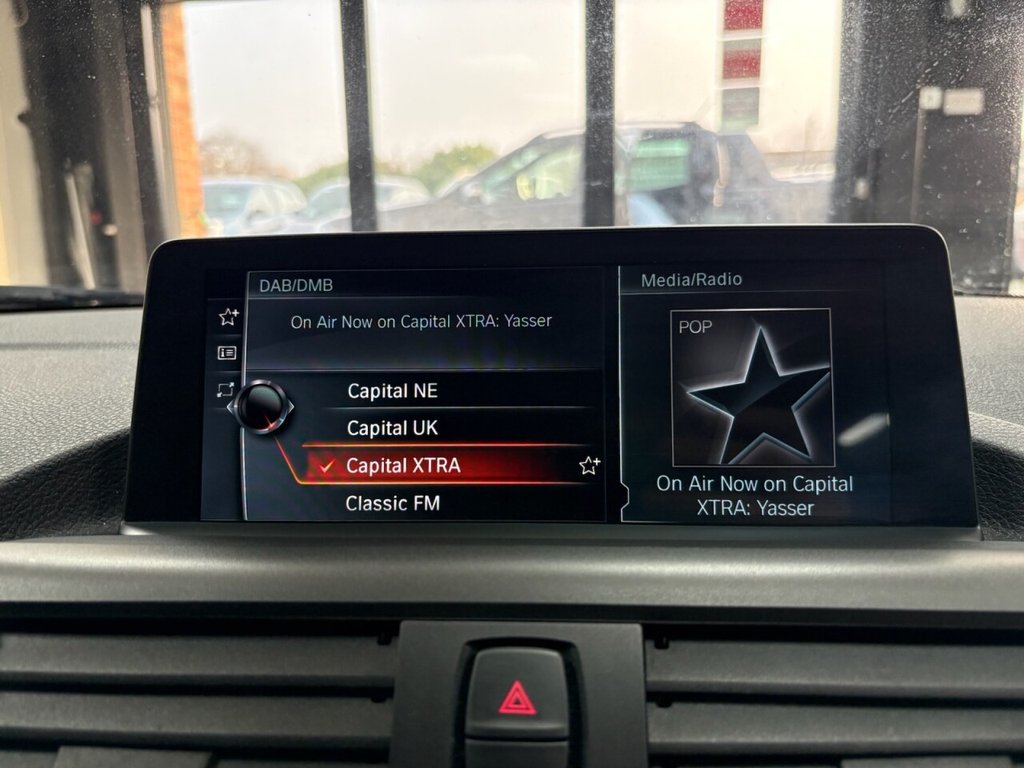 DAB/DMB
On Air Now on Capital XTRA: Yasser
Capital NE
Capital UK
Capital XTRA
Classic FM
Media/Radio
POP
On Air Now on Capital
XTRA: Yasser